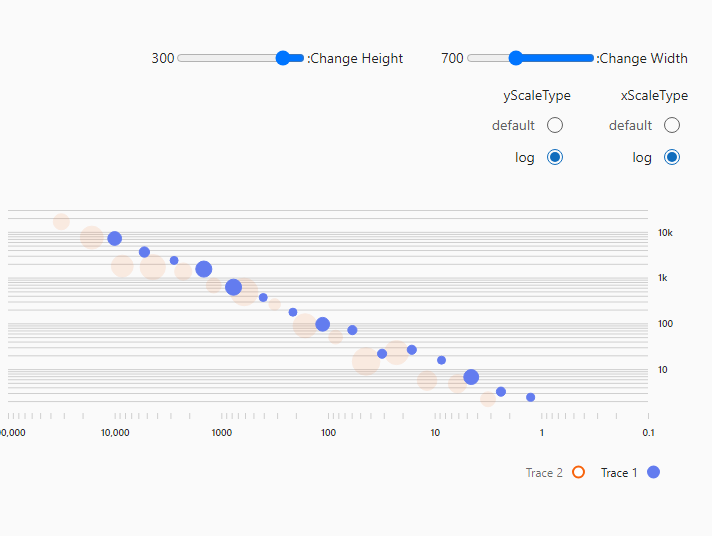 :Change Width 700 :Change Height 300
xScaleType yScaleType
default default
log log
10k
1k
100
10
00,000 10,000 1000 100 10 1 0.1
Trace 1 Trace 2